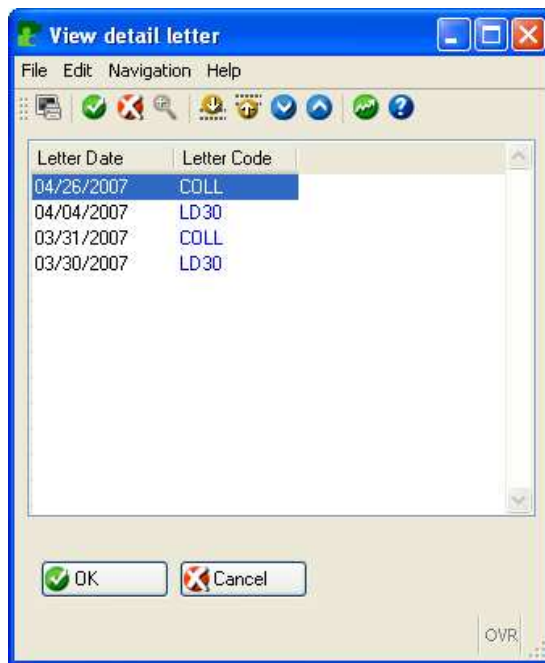 View detail letter
File Edit Navigation Help
Letter Date Letter Code
04/26/2007 COLL
04/04/2007 LD30
03/31/2007 COLL
03/30/2007 LD30
OK Cancel
OVR